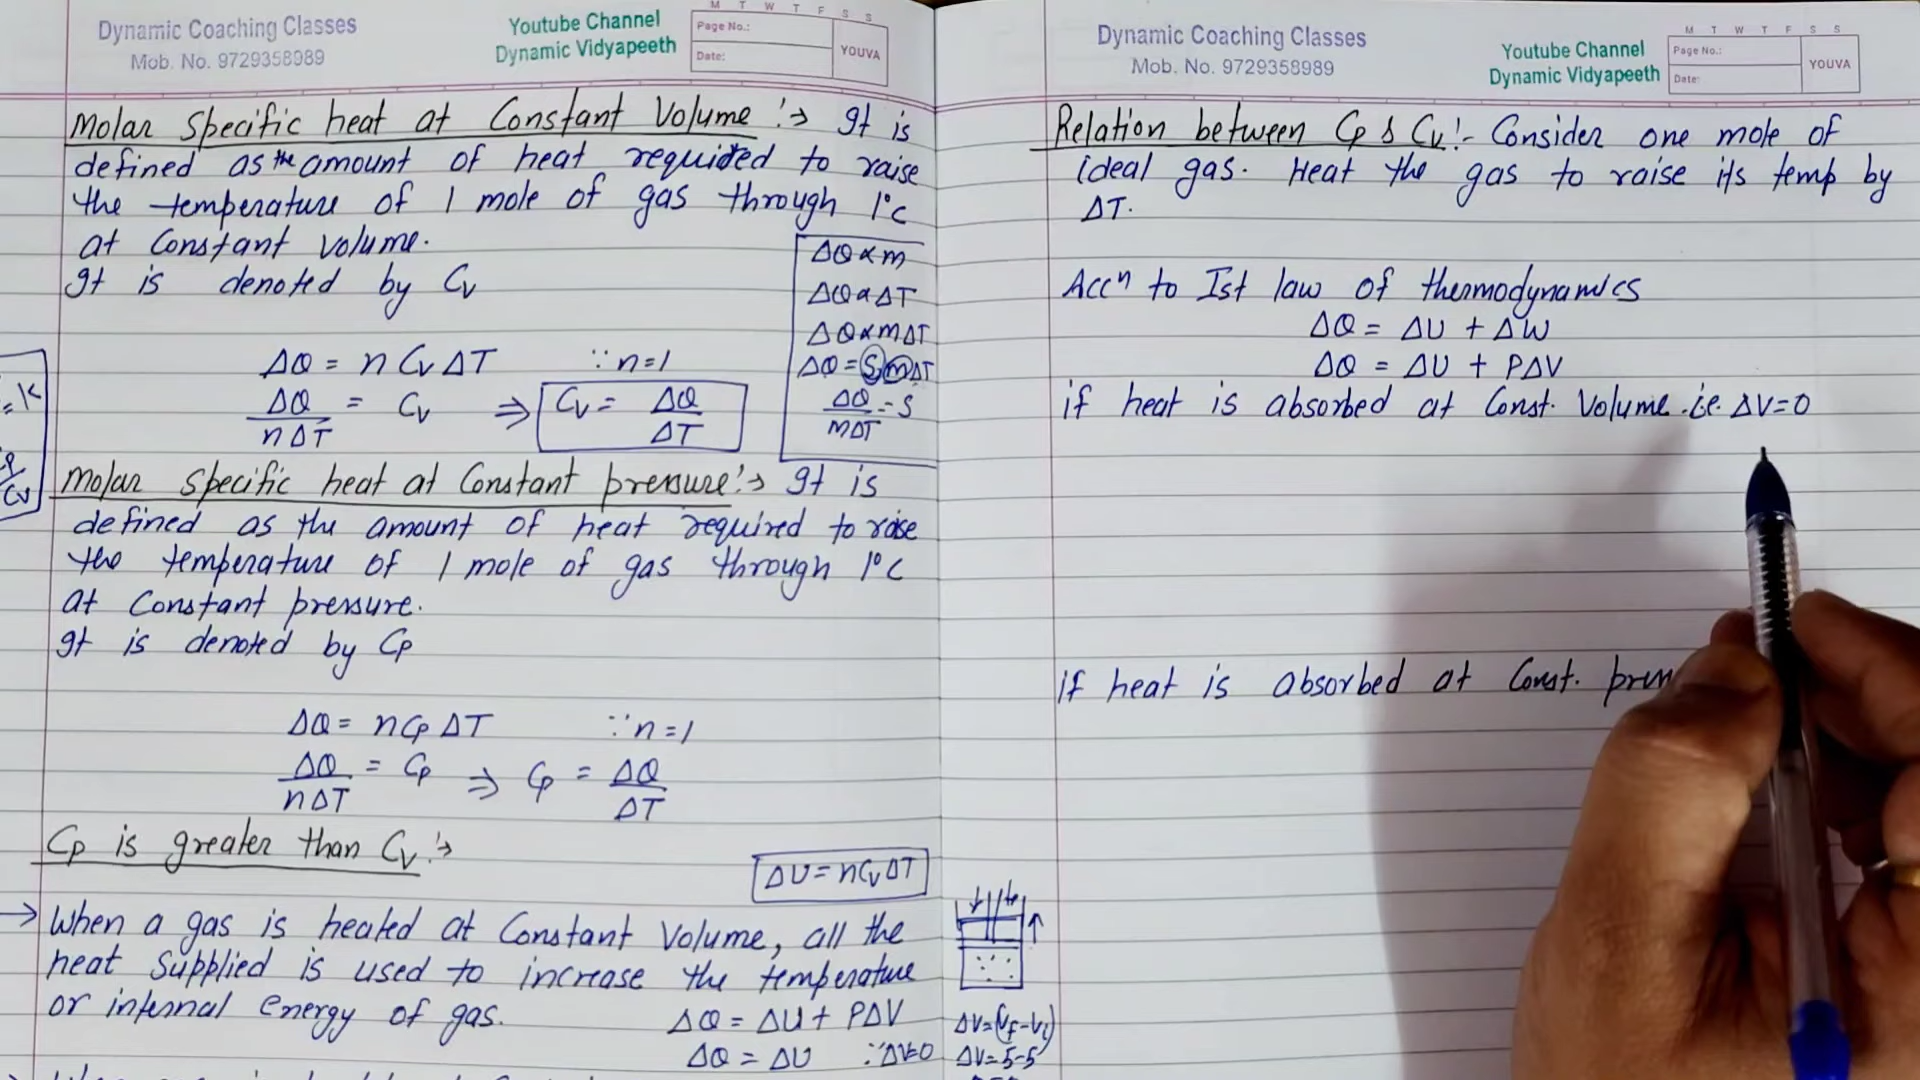 Dynamic Coaching Classes
Mob. No. 9729358989
Youtube Channel
Dynamic Vidyapeeth
M T W T F S S
Page No.:
Date:
YOUVA
Molar Specific heat at Constant Volume :→ It is
defined as the amount of heat required to raise
the temperature of 1 mole of gas through 1°C
at Constant volume.
It is denoted by Cv
ΔQ = n Cv ΔT ∵ n=1
ΔQ/nΔT = Cv ⇒ Cv = ΔQ/ΔT
ΔQ ∝ m
ΔQ ∝ ΔT
ΔQ ∝ mΔT
ΔQ = SmΔT
ΔQ/mΔT = S
= K
Cv
Molar Specific heat at Constant pressure :→ It is
defined as the amount of heat required to raise
the temperature of 1 mole of gas through 1°C
at Constant pressure.
It is denoted by Cp
ΔQ = nCp ΔT ∵ n=1
ΔQ/nΔT = Cp ⇒ Cp = ΔQ/ΔT
Cp is greater than Cv :→
ΔU = nCvΔT
→ When a gas is heated at Constant Volume, all the
heat Supplied is used to increase the temperature
or internal energy of gas.
ΔQ = ΔU + PΔV
ΔQ = ΔU ∵ ΔV=0
ΔV=(Vf-Vi)
ΔV=5-5
Dynamic Coaching Classes
Mob. No. 9729358989
Youtube Channel
Dynamic Vidyapeeth
M T W T F S S
Page No.:
Date:
YOUVA
Relation between Cp & Cv :- Consider one mole of
ideal gas. Heat the gas to raise its temp by
ΔT.
Accⁿ to Ist law of thermodynamics
ΔQ = ΔU + ΔW
ΔQ = ΔU + PΔV
if heat is absorbed at Const. Volume .i.e. ΔV=0
if heat is absorbed at Const.